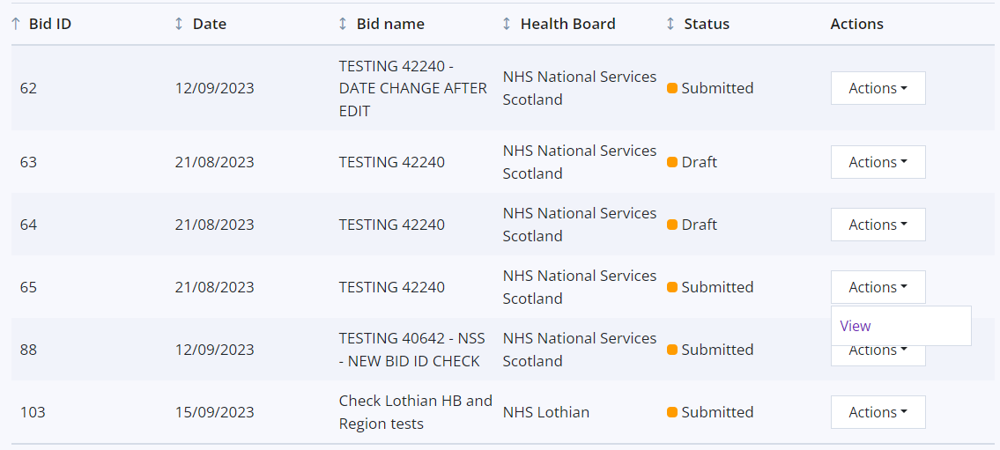 Bid ID Date Bid name Health Board Status Actions
62 12/09/2023 TESTING 42240 - DATE CHANGE AFTER EDIT NHS National Services Scotland Submitted Actions
63 21/08/2023 TESTING 42240 NHS National Services Scotland Draft Actions
64 21/08/2023 TESTING 42240 NHS National Services Scotland Draft Actions
65 21/08/2023 TESTING 42240 NHS National Services Scotland Submitted Actions
View
88 12/09/2023 TESTING 40642 - NSS - NEW BID ID CHECK NHS National Services Scotland Submitted Actions
103 15/09/2023 Check Lothian HB and Region tests NHS Lothian Submitted Actions